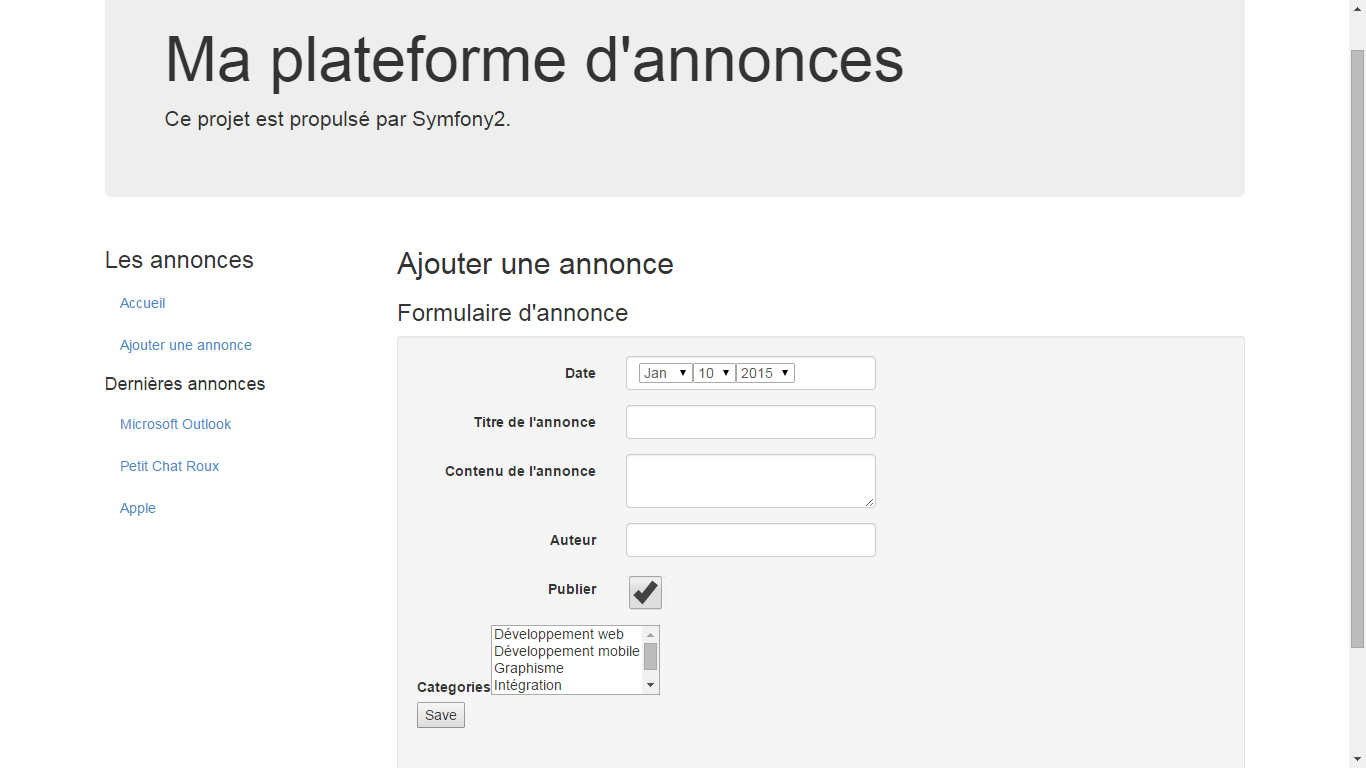 Ma plateforme d'annonces
Ce projet est propulsé par Symfony2.
Les annonces
Accueil
Ajouter une annonce
Dernières annonces
Microsoft Outlook
Petit Chat Roux
Apple
Ajouter une annonce
Formulaire d'annonce
Date Jan 10 2015
Titre de l'annonce
Contenu de l'annonce
Auteur
Publier
Categories
Développement web
Développement mobile
Graphisme
Intégration
Save